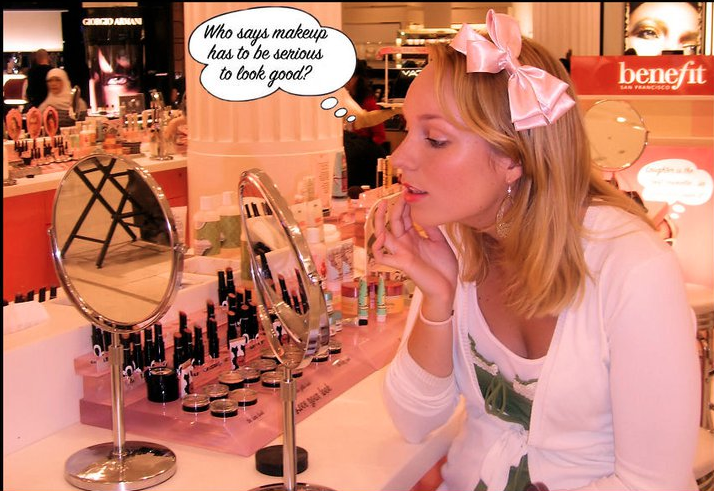 Who says makeup
has to be serious
to look good?
GIORGIO ARMANI
benefit
SAN FRANCISCO